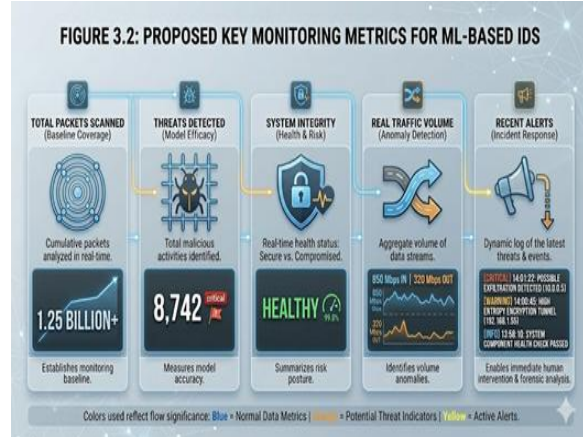 FIGURE 3.2: PROPOSED KEY MONITORING METRICS FOR ML-BASED IDS
TOTAL PACKETS SCANNED
(Baseline Coverage)
Cumulative packets
analyzed in real-time.
1.25 BILLION+
Establishes monitoring
baseline.
THREATS DETECTED
(Model Efficacy)
Total malicious
activities identified.
8,742
critical
Measures model
accuracy.
SYSTEM INTEGRITY
(Health & Risk)
Real-time health status:
Secure vs. Compromised.
HEALTHY
99.8%
Summarizes risk
posture.
REAL TRAFFIC VOLUME
(Anomaly Detection)
Aggregate volume of
data streams.
850 Mbps IN | 320 Mbps OUT
850
Mbps
320
Mbps
OUT
Identifies volume
anomalies.
RECENT ALERTS
(Incident Response)
Dynamic log of the latest
threats & events.
[CRITICAL] 14:01:22: POSSIBLE
EXFILTRATION DETECTED (10.0.0.5)
[WARNING] 14:00:45: HIGH
ENTROPY ENCRYPTION TUNNEL
(192.168.1.55)
[INFO] 13:58:10: SYSTEM
COMPONENT HEALTH CHECK PASSED
Enables immediate human
intervention & forensic analysis.
Colors used reflect flow significance: Blue = Normal Data Metrics | = Potential Threat Indicators | Yellow = Active Alerts.